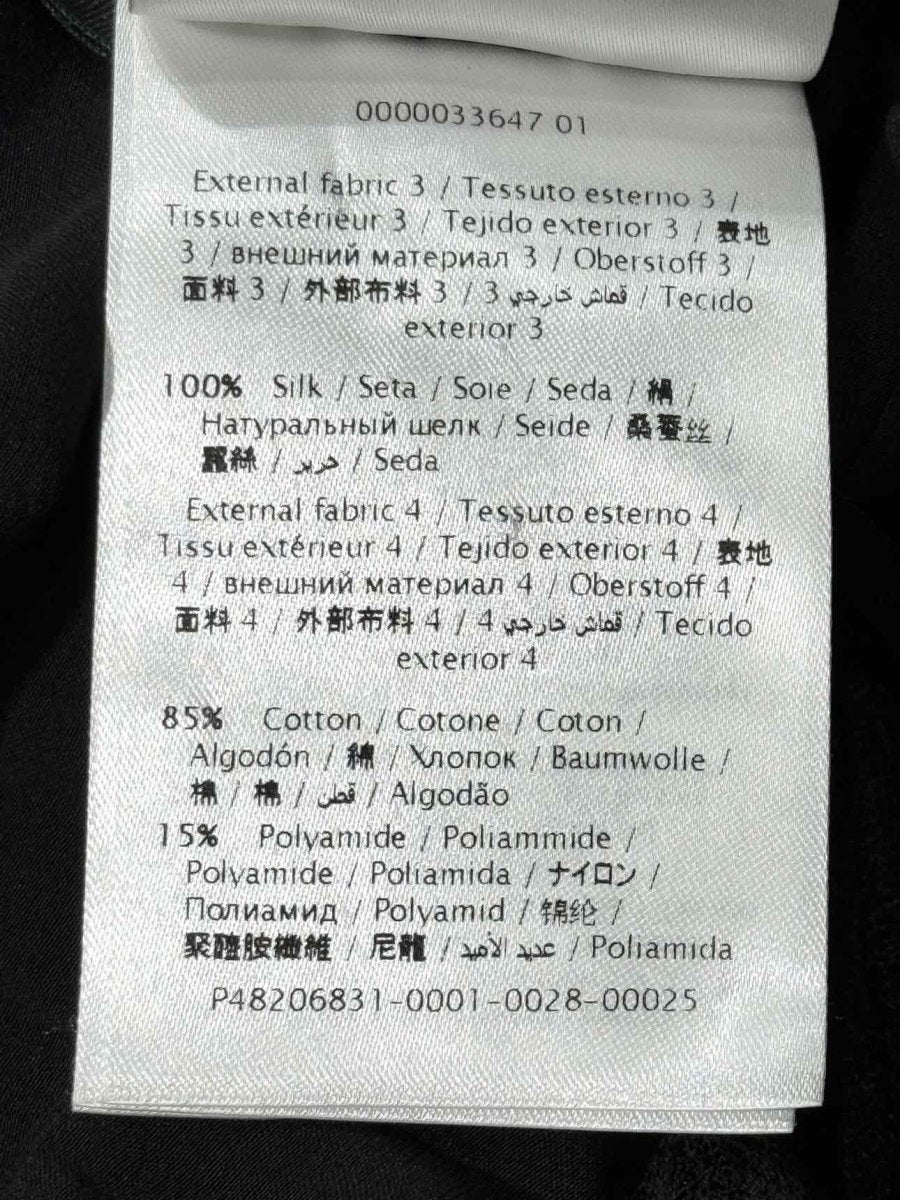 0000033647 01
External fabric 3 / Tessuto esterno 3 /
Tissu extérieur 3 / Tejido exterior 3 / 表地
3 / внешний материал 3 / Oberstoff 3 /
面料 3 / 外部布料 3 / قماش خارجي 3 / Tecido
exterior 3
100% Silk / Seta / Soie / Seda / 絹 /
Натуральный шелк / Seide / 桑蚕丝 /
蠶絲 / حرير / Seda
External fabric 4 / Tessuto esterno 4 /
Tissu extérieur 4 / Tejido exterior 4 / 表地
4 / внешний материал 4 / Oberstoff 4 /
面料 4 / 外部布料 4 / قماش خارجي 4 / Tecido
exterior 4
85% Cotton / Cotone / Coton /
Algodón / 綿 / Хлопок / Baumwolle /
棉 / 棉 / قطن / Algodão
15% Polyamide / Poliammide /
Polyamide / Poliamida / ナイロン /
Полиамид / Polyamid / 锦纶 /
聚醯胺纖維 / 尼龍 / عديد الأميد / Poliamida
P48206831-0001-0028-00025